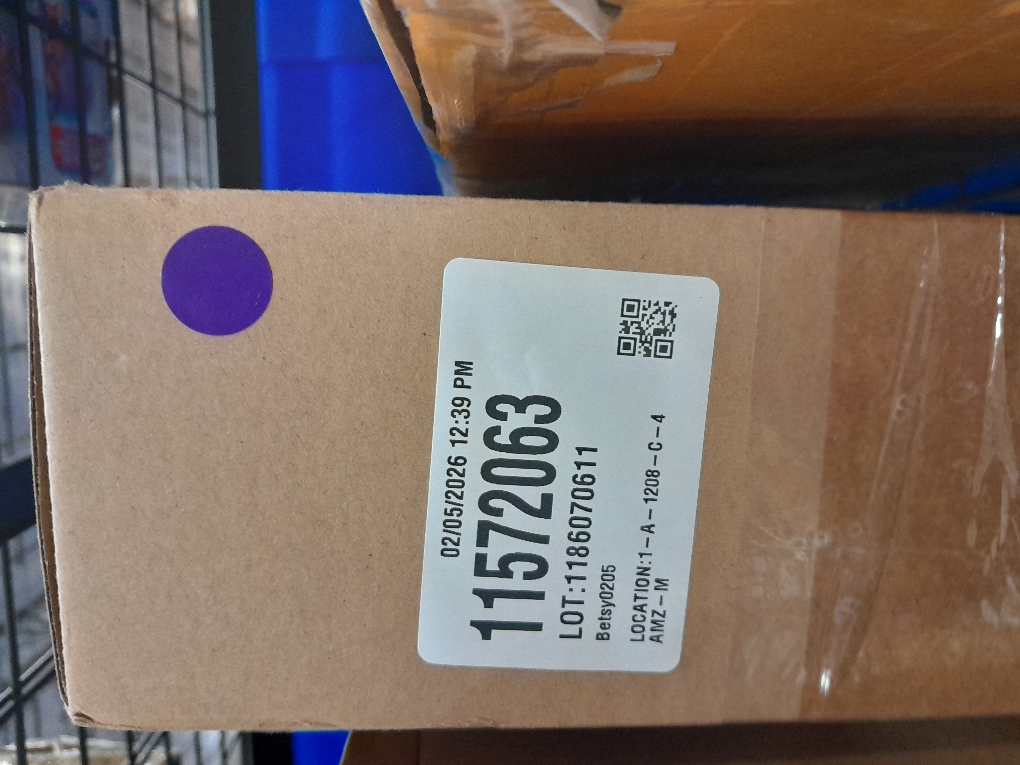 02/05/2026 12:39 PM
11572063
LOT:1186070611
Betsy0205
LOCATION:1-A-1208-C-4
AMZ-M